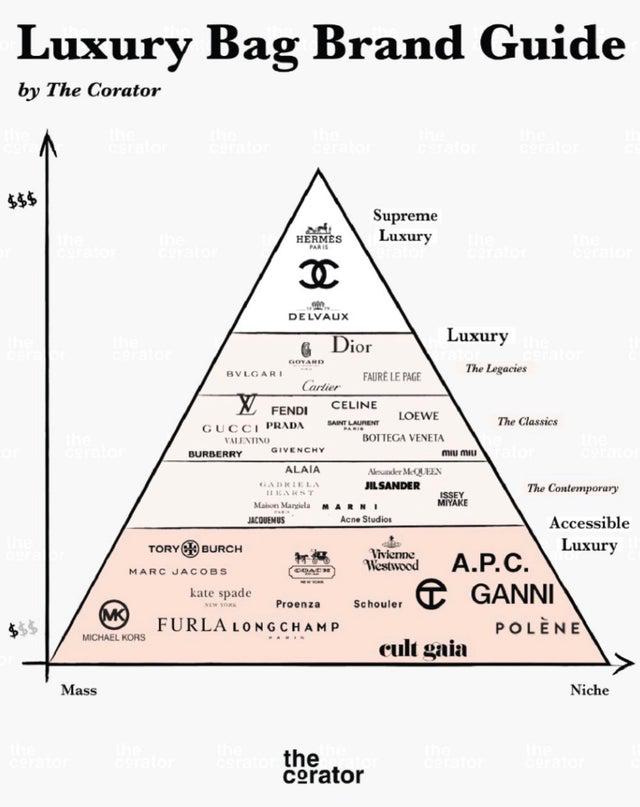 Luxury Bag Brand Guide
by The Corator
$$$
Supreme
Luxury
HERMÈS
PARIS
DELVAUX
Luxury
GOYARD
Dior
The Legacies
BVLGARI
Cartier
FAURÉ LE PAGE
LV
FENDI
CELINE
LOEWE
GUCCI
PRADA
SAINT LAURENT
PARIS
The Classics
VALENTINO
BOTTEGA VENETA
BURBERRY
GIVENCHY
miu miu
ALAÏA
Alexander McQUEEN
GABRIELA
HEARST
JIL SANDER
ISSEY
MIYAKE
The Contemporary
Maison Margiela
PARIS
MARNI
JACQUEMUS
Acne Studios
Accessible
Luxury
TORY BURCH
COACH
NEW YORK
Vivienne
Westwood
A.P.C.
MARC JACOBS
kate spade
NEW YORK
Proenza Schouler
GANNI
MK
MICHAEL KORS
FURLA
LONGCHAMP
PARIS
POLÈNE
cult gaia
$$$
Mass
Niche
the
corator